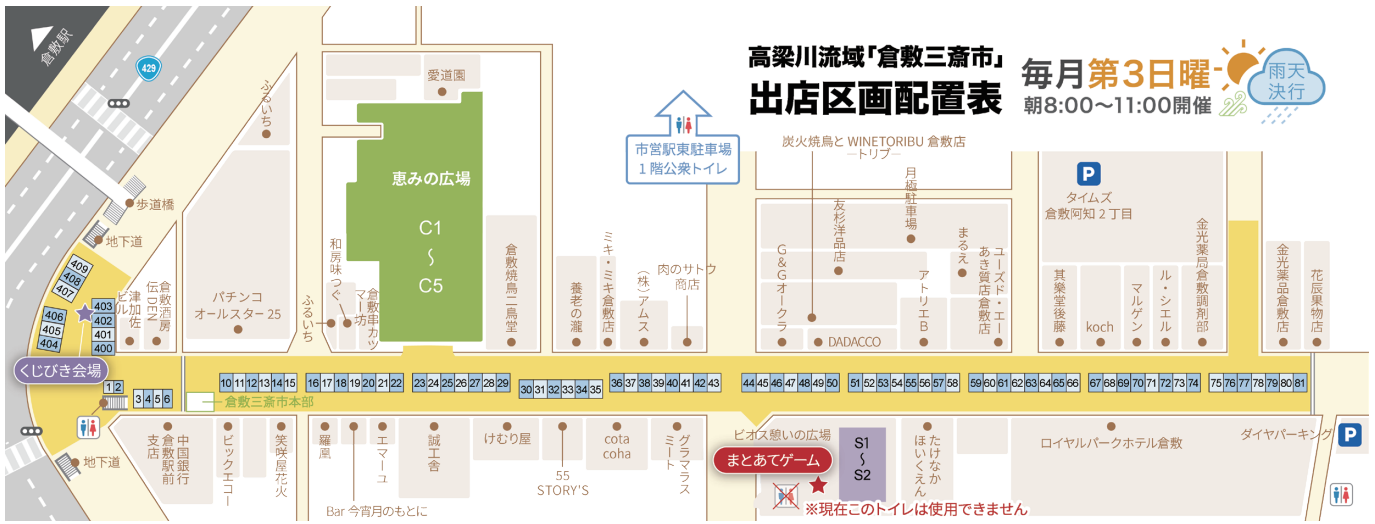 高梁川流域「倉敷三斎市」
出店区画配置表
毎月第3日曜
朝8:00〜11:00開催
雨天
決行
倉敷駅
429
歩道橋
地下道
ふるいち
愛道園
恵みの広場
C1
〜
C5
市営駅東駐車場
1階公衆トイレ
炭火焼鳥と WINETORIBU 倉敷店
―トリブ―
月極駐車場
友杉洋品店
G&Gオークラ
DADACCO
アトリエB
まるえ
ユーズド・エー
あき質店倉敷店
P
タイムズ
倉敷阿知2丁目
其樂堂後藤
koch
マルゲン
ル・シエル
金光薬局倉敷調剤部
金光薬品倉敷店
花辰果物店
津加佐
ビル
倉敷酒房
伝DEN
パチンコ
オールスター25
ふるいち
和房味つぐ
倉敷串カツ
マー坊
倉敷焼鳥二鳥堂
養老の瀧
ミキ・ミキ倉敷店
(株)アムス
肉のサトウ
商店
409
408
407
406
405
404
403
402
401
400
くじびき会場
1 2
3 4 5 6
10 11 12 13 14 15
16 17 18 19 20 21 22
23 24 25 26 27 28 29
30 31 32 33 34 35
36 37 38 39 40 41 42 43
44 45 46 47 48 49 50
51 52 53 54 55 56 57 58
59 60 61 62 63 64 65 66
67 68 69 70 71 72 73 74
75 76 77 78 79 80 81
倉敷三斎市本部
地下道
中国銀行
倉敷駅前
支店
ビックエコー
笑咲屋花火
羅凰
Bar 今宵月のもとに
エマーユ
誠工舎
けむり屋
55
STORY'S
cota
coha
グラマラス
ミート
ビオス憩いの広場
まとあてゲーム
S1
〜
S2
※現在このトイレは使用できません
たけなか
ほいくえん
ロイヤルパークホテル倉敷
ダイヤパーキング
P